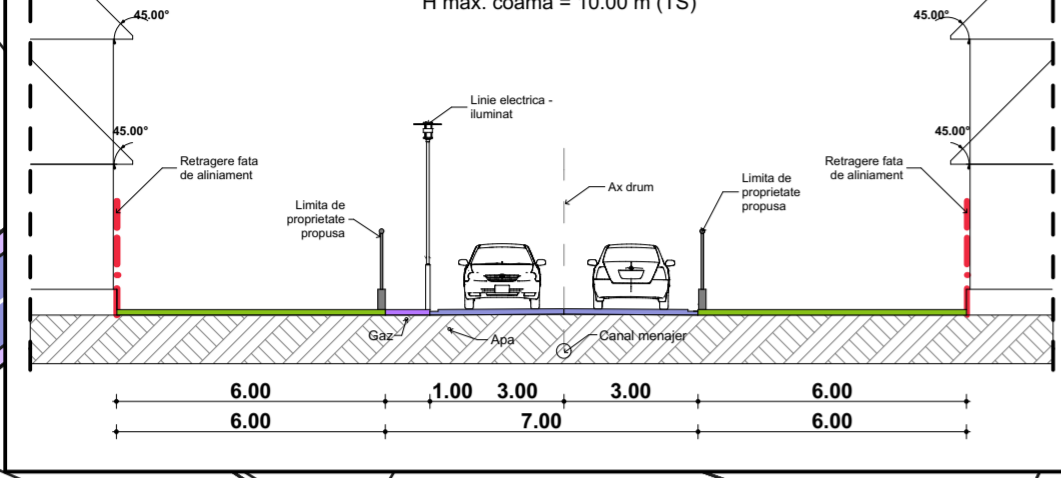 H max. coama = 10.00 m (TS)
45.00°
45.00°
Linie electrica -
iluminat
45.00°
45.00°
Retragere fata
de aliniament
Retragere fata
de aliniament
Limita de
proprietate
propusa
Ax drum
Limita de
proprietate
propusa
Gaz
Apa
Canal menajer
6.00 1.00 3.00 3.00 6.00
6.00 7.00 6.00